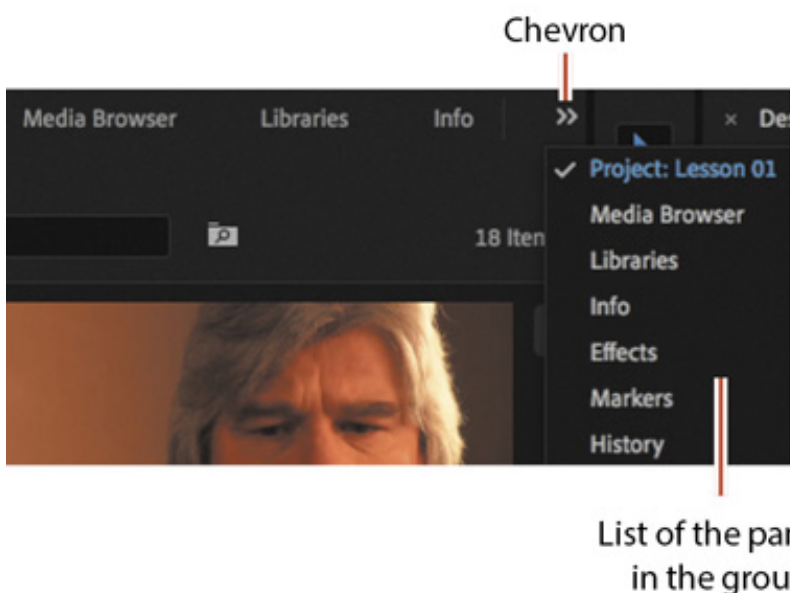 Chevron
Media Browser Libraries Info » × Des
✓ Project: Lesson 01
Media Browser
18 Iten
Libraries
Info
Effects
Markers
History
List of the par
in the grou